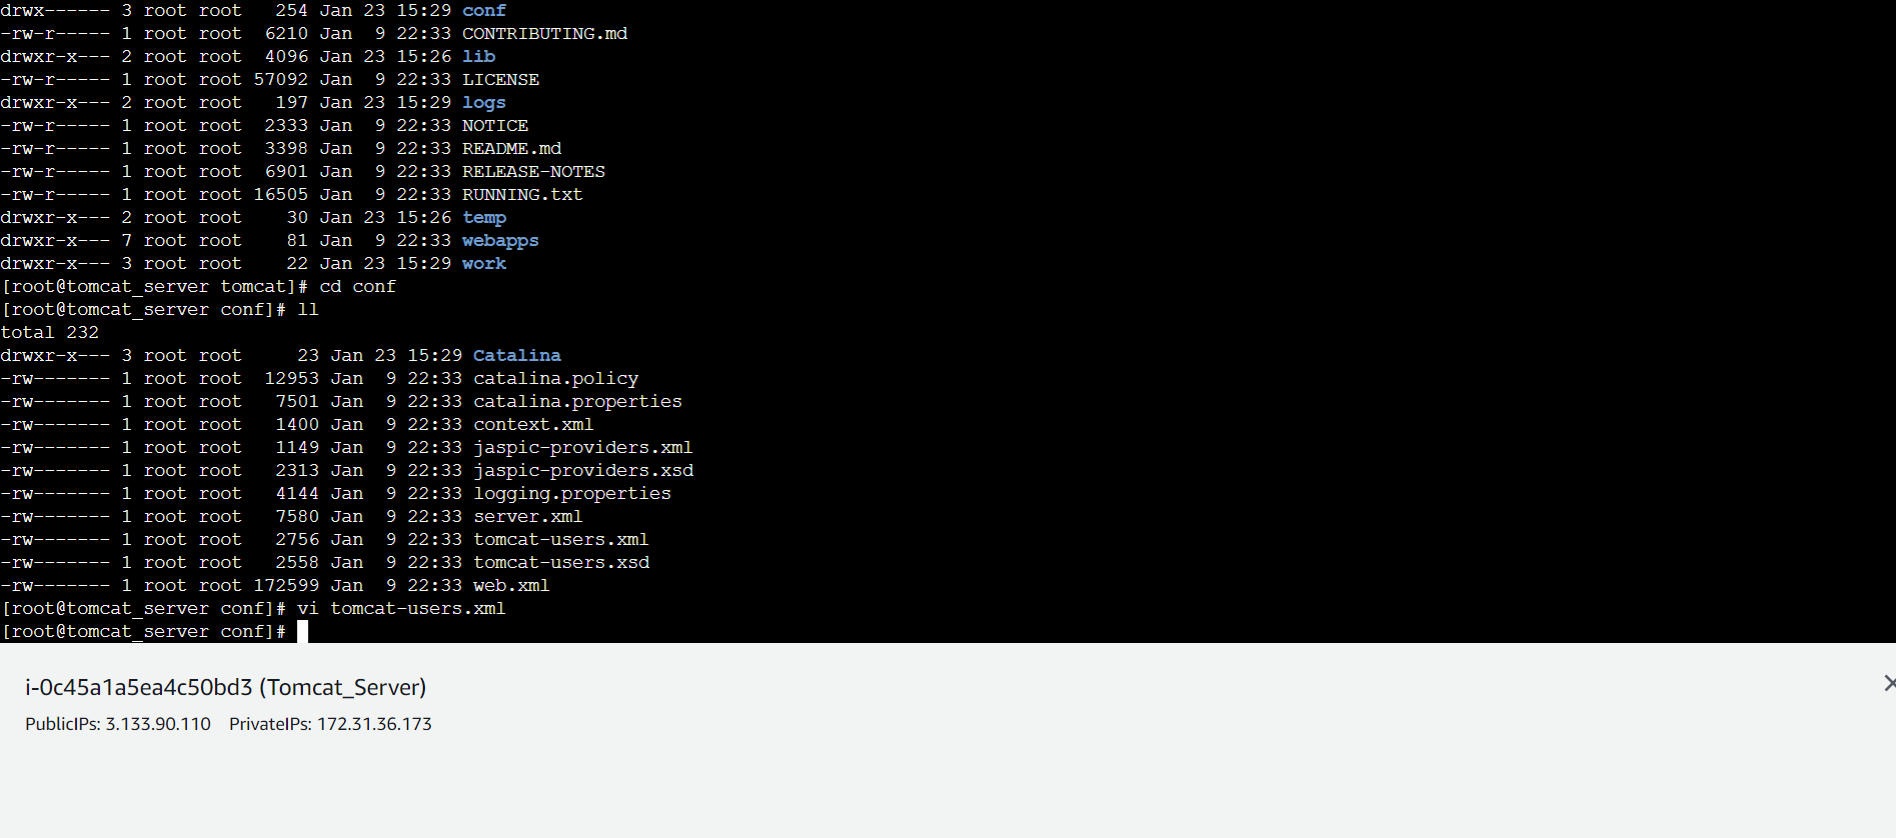 drwx------ 3 root root   254 Jan 23 15:29 conf
-rw-r----- 1 root root  6210 Jan  9 22:33 CONTRIBUTING.md
drwxr-x--- 2 root root  4096 Jan 23 15:26 lib
-rw-r----- 1 root root 57092 Jan  9 22:33 LICENSE
drwxr-x--- 2 root root   197 Jan 23 15:29 logs
-rw-r----- 1 root root  2333 Jan  9 22:33 NOTICE
-rw-r----- 1 root root  3398 Jan  9 22:33 README.md
-rw-r----- 1 root root  6901 Jan  9 22:33 RELEASE-NOTES
-rw-r----- 1 root root 16505 Jan  9 22:33 RUNNING.txt
drwxr-x--- 2 root root    30 Jan 23 15:26 temp
drwxr-x--- 7 root root    81 Jan  9 22:33 webapps
drwxr-x--- 3 root root    22 Jan 23 15:29 work
[root@tomcat_server tomcat]# cd conf
[root@tomcat_server conf]# ll
total 232
drwxr-x--- 3 root root     23 Jan 23 15:29 Catalina
-rw------- 1 root root  12953 Jan  9 22:33 catalina.policy
-rw------- 1 root root   7501 Jan  9 22:33 catalina.properties
-rw------- 1 root root   1400 Jan  9 22:33 context.xml
-rw------- 1 root root   1149 Jan  9 22:33 jaspic-providers.xml
-rw------- 1 root root   2313 Jan  9 22:33 jaspic-providers.xsd
-rw------- 1 root root   4144 Jan  9 22:33 logging.properties
-rw------- 1 root root   7580 Jan  9 22:33 server.xml
-rw------- 1 root root   2756 Jan  9 22:33 tomcat-users.xml
-rw------- 1 root root   2558 Jan  9 22:33 tomcat-users.xsd
-rw------- 1 root root 172599 Jan  9 22:33 web.xml
[root@tomcat_server conf]# vi tomcat-users.xml
[root@tomcat_server conf]#
i-0c45a1a5ea4c50bd3 (Tomcat_Server)
PublicIPs: 3.133.90.110 PrivateIPs: 172.31.36.173